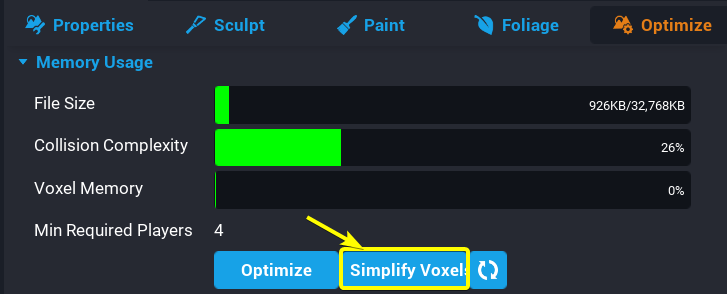 Properties Sculpt Paint Foliage Optimize
Memory Usage
File Size 926KB/32,768KB
Collision Complexity 26%
Voxel Memory 0%
Min Required Players 4
Optimize Simplify Voxels